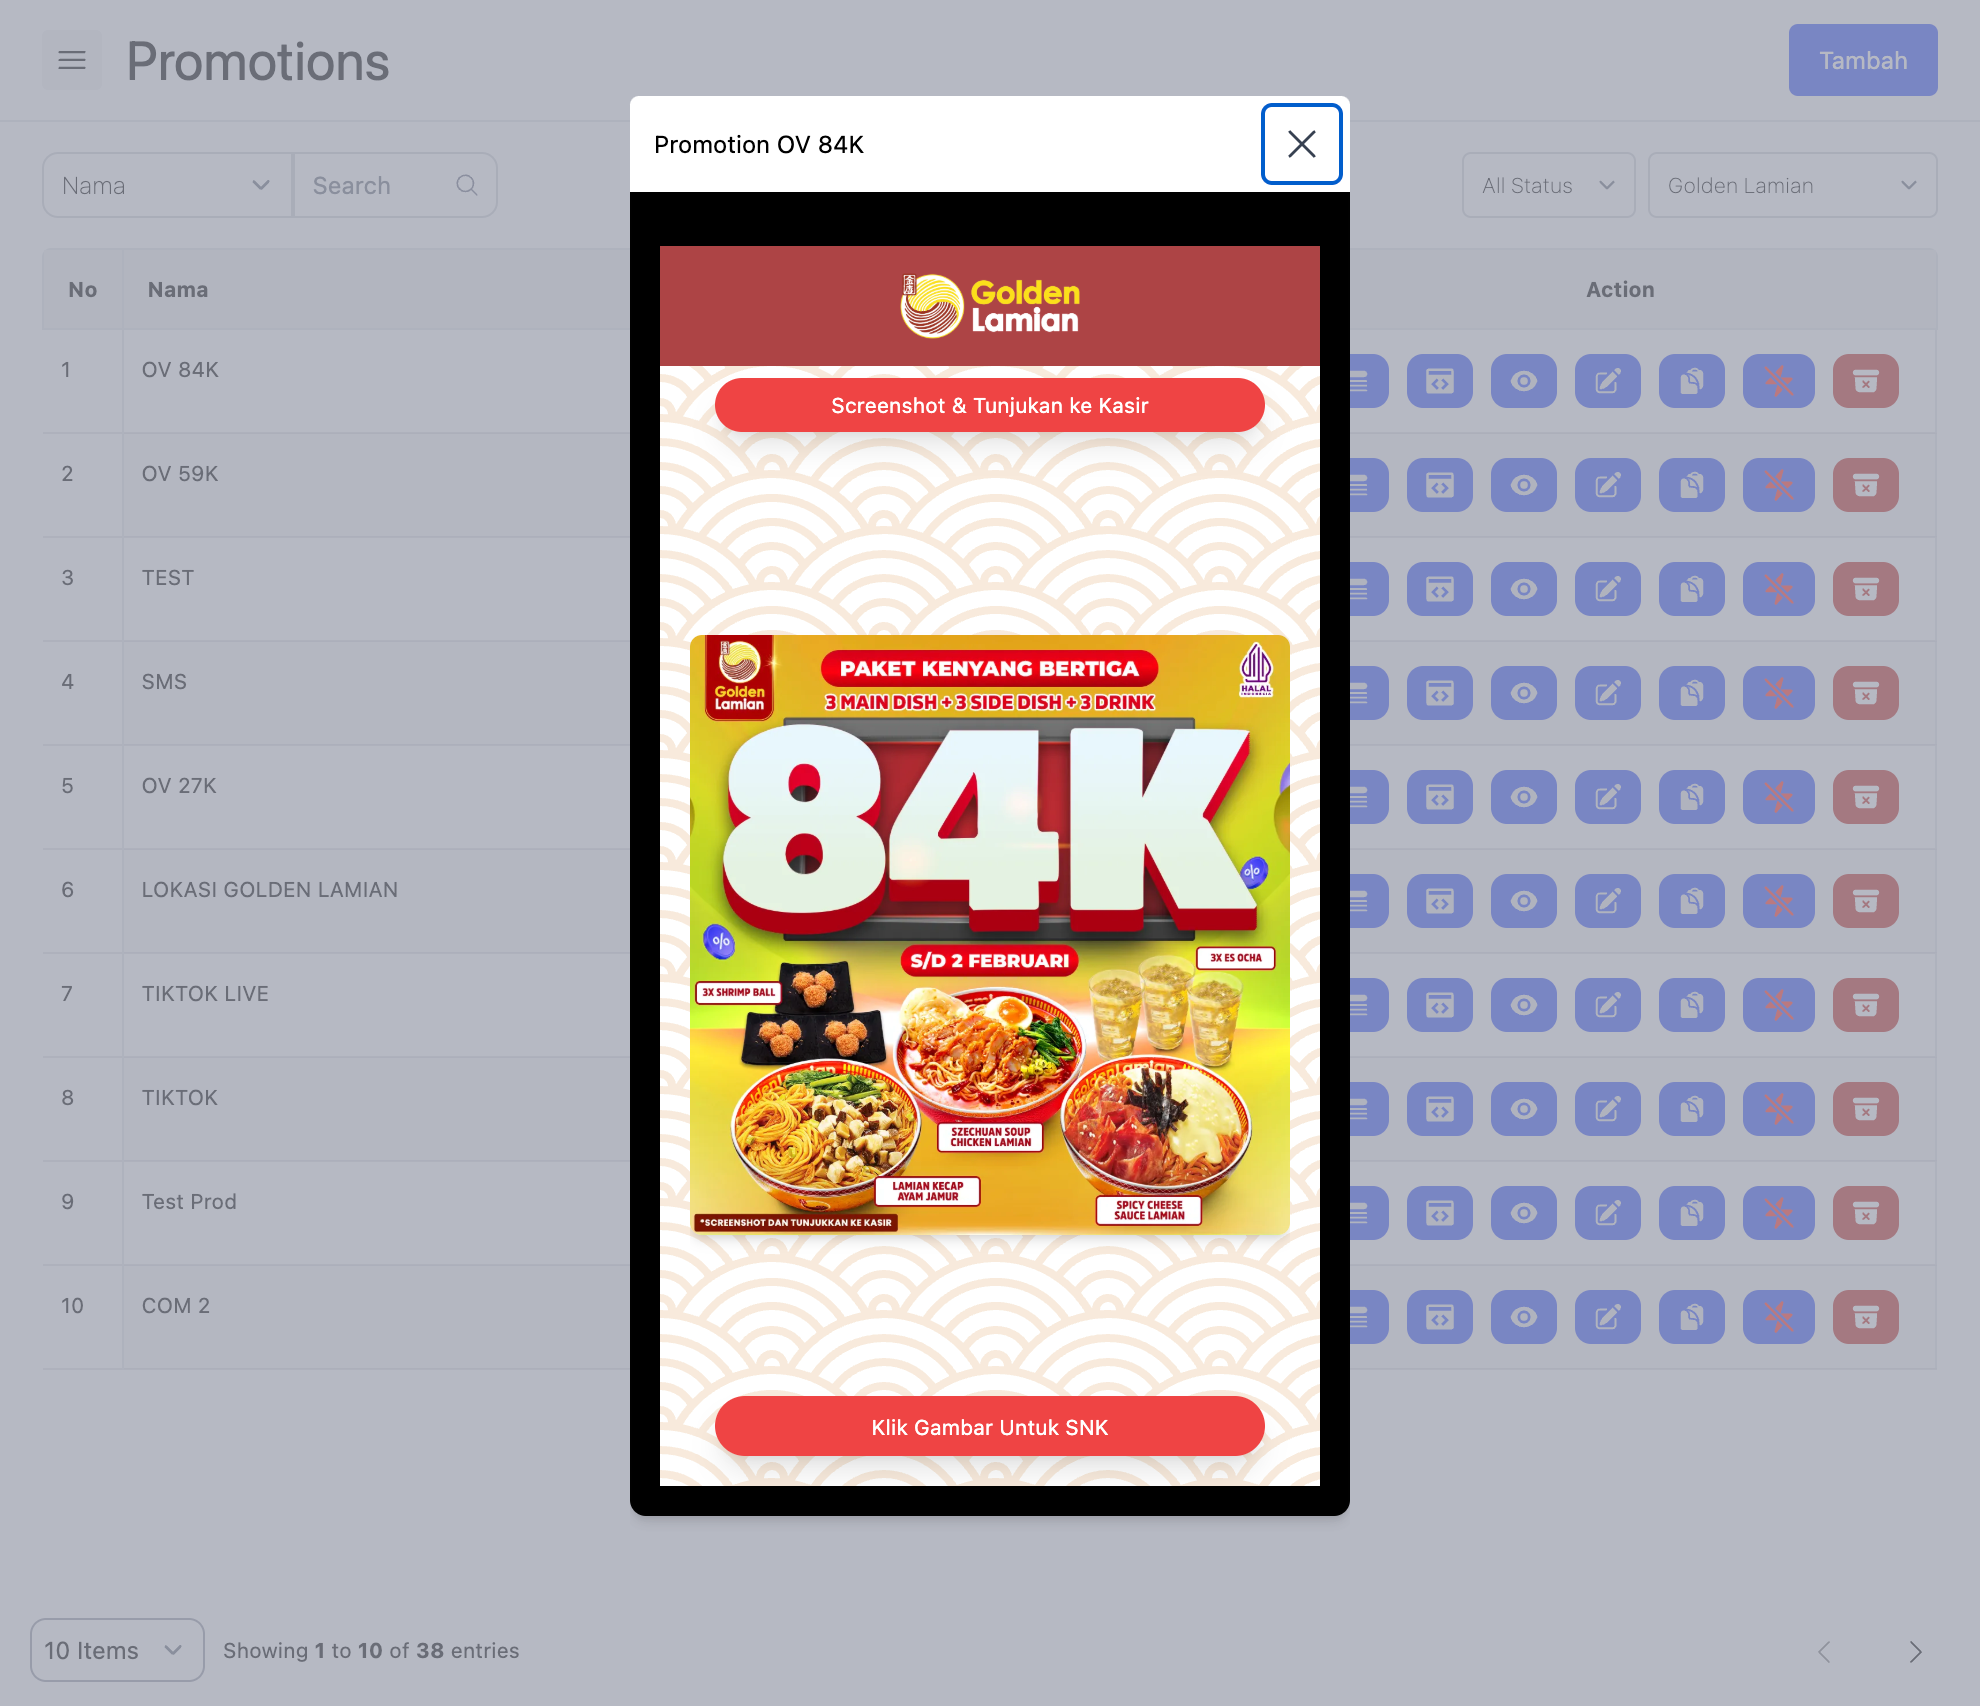 Promotions
Tambah
Promotion OV 84K
Nama
Search
All Status
Golden Lamian
No
Nama
Action
1
OV 84K
2
OV 59K
3
TEST
4
SMS
5
OV 27K
6
LOKASI GOLDEN LAMIAN
7
TIKTOK LIVE
8
TIKTOK
9
Test Prod
10
COM 2
Golden
Lamian
Screenshot & Tunjukan ke Kasir
Golden
Lamian
PAKET KENYANG BERTIGA
3 MAIN DISH + 3 SIDE DISH + 3 DRINK
HALAL
INDONESIA
84K
%
%
S/D 2 FEBRUARI
3X ES OCHA
3X SHRIMP BALL
SZECHUAN SOUP
CHICKEN LAMIAN
LAMIAN KECAP
AYAM JAMUR
SPICY CHEESE
SAUCE LAMIAN
*SCREENSHOT DAN TUNJUKKAN KE KASIR
Klik Gambar Untuk SNK
10 Items
Showing 1 to 10 of 38 entries